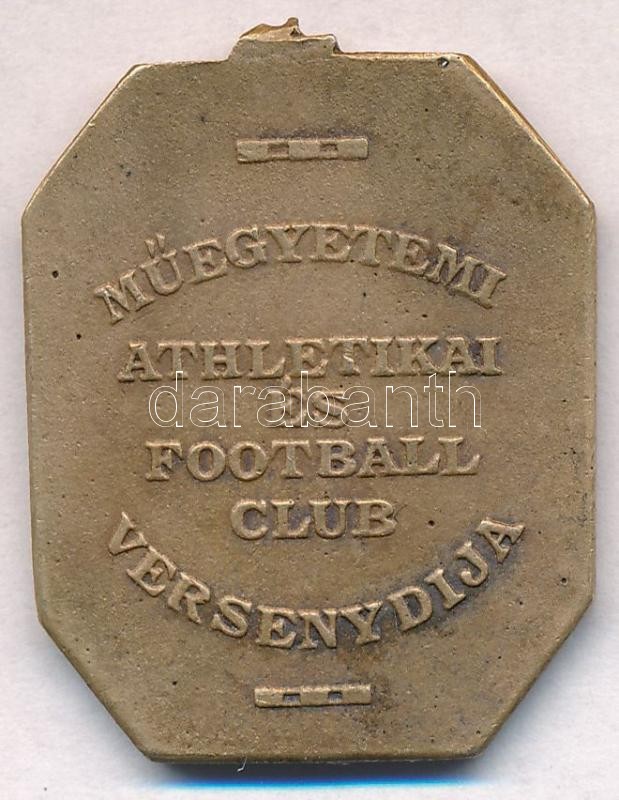 MŰEGYETEMI
ATHLETIKAI
ÉS
darabanth
FOOTBALL
CLUB
VERSENYDIJA